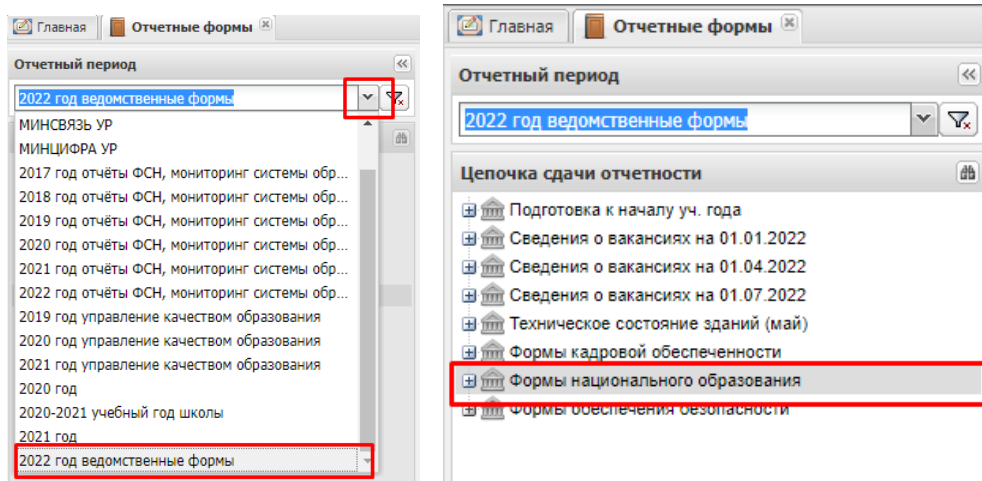 Главная
Отчетные формы
Отчетный период
2022 год ведомственные формы
МИНСВЯЗЬ УР
МИНЦИФРА УР
2017 год отчёты ФСН, мониторинг системы обр...
2018 год отчёты ФСН, мониторинг системы обр...
2019 год отчёты ФСН, мониторинг системы обр...
2020 год отчёты ФСН, мониторинг системы обр...
2021 год отчёты ФСН, мониторинг системы обр...
2022 год отчёты ФСН, мониторинг системы обр...
2019 год управление качеством образования
2020 год управление качеством образования
2021 год управление качеством образования
2020 год
2020-2021 учебный год школы
2021 год
2022 год ведомственные формы
Главная
Отчетные формы
Отчетный период
2022 год ведомственные формы
Цепочка сдачи отчетности
Подготовка к началу уч. года
Сведения о вакансиях на 01.01.2022
Сведения о вакансиях на 01.04.2022
Сведения о вакансиях на 01.07.2022
Техническое состояние зданий (май)
Формы кадровой обеспеченности
Формы национального образования
Формы обеспечения безопасности